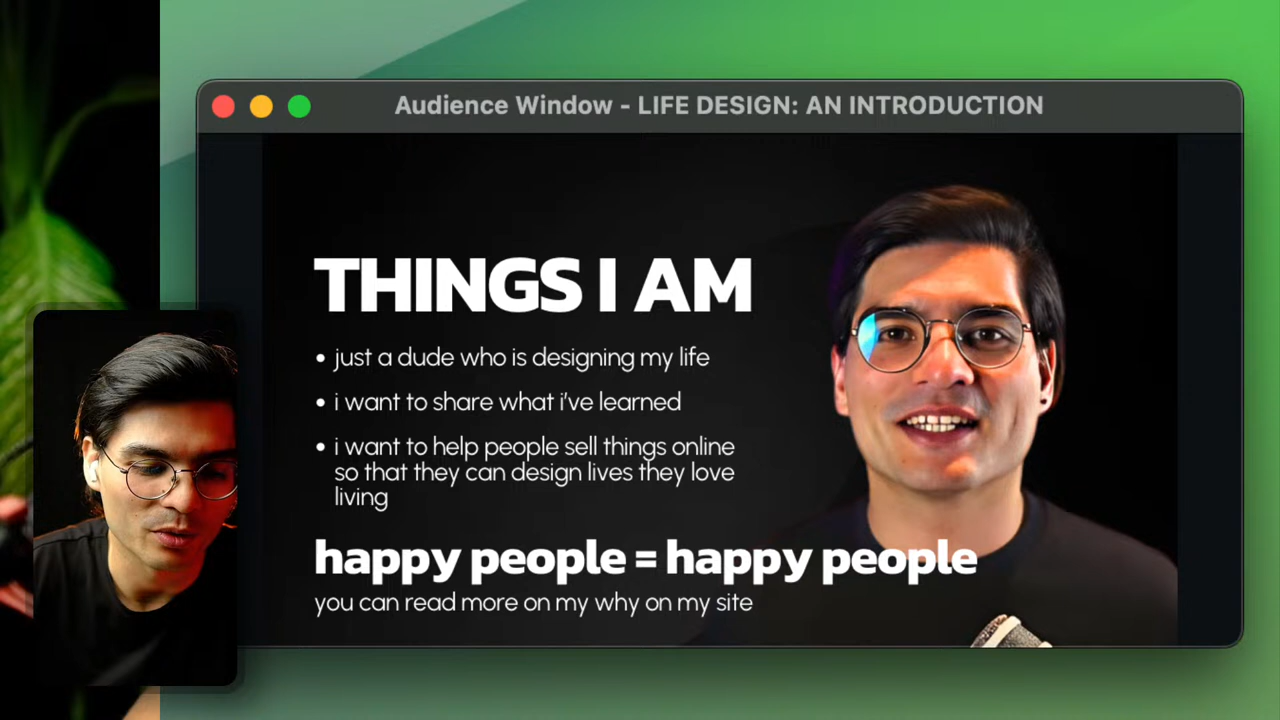 Audience Window - LIFE DESIGN: AN INTRODUCTION
THINGS I AM
• just a dude who is designing my life
• i want to share what i've learned
• i want to help people sell things online
so that they can design lives they love
living
happy people = happy people
you can read more on my why on my site